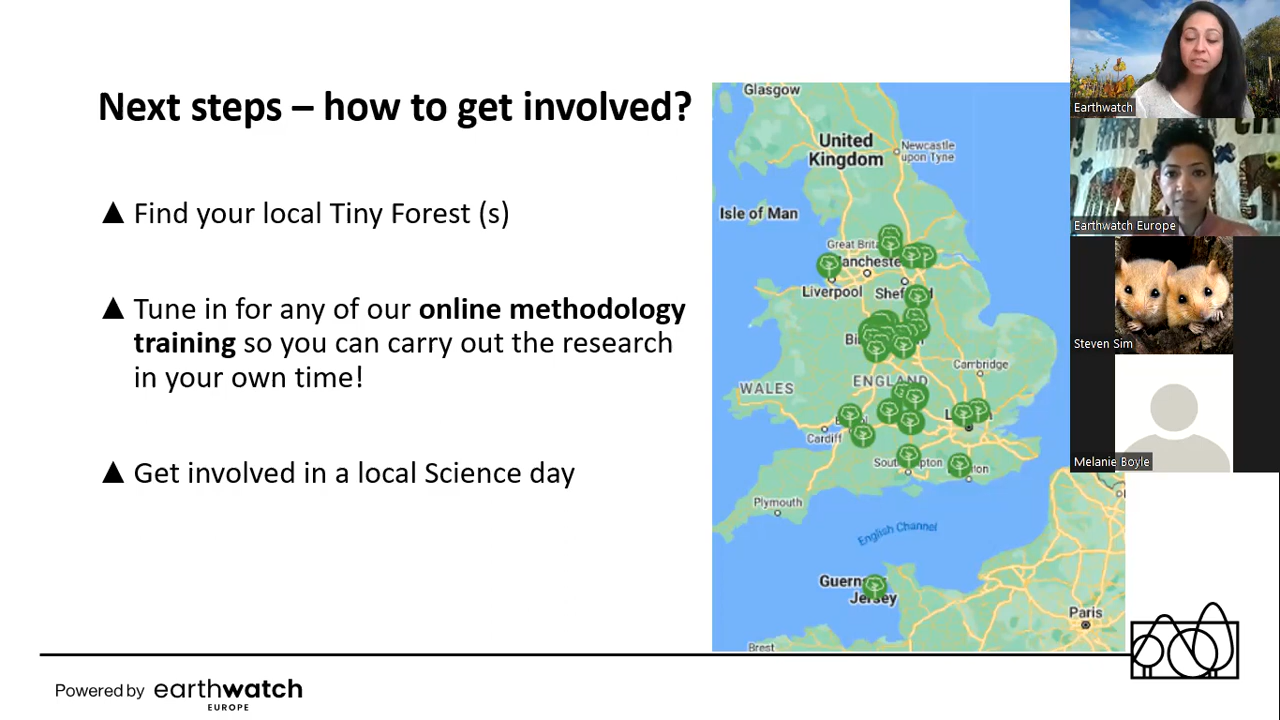 Next steps – how to get involved?
▲ Find your local Tiny Forest (s)
▲ Tune in for any of our online methodology
training so you can carry out the research
in your own time!
▲ Get involved in a local Science day
Glasgow
United
Kingdom
Newcastle
upon Tyne
Isle of Man
Great Brita
anchester
Liverpool
Cambridge
WALES
ENGLAND
Cardiff
Plymouth
English Channel
Jersey
Paris
Brest
Earthwatch
Earthwatch Europe
Steven Sim
Melanie Boyle
Powered by earthwatch
EUROPE